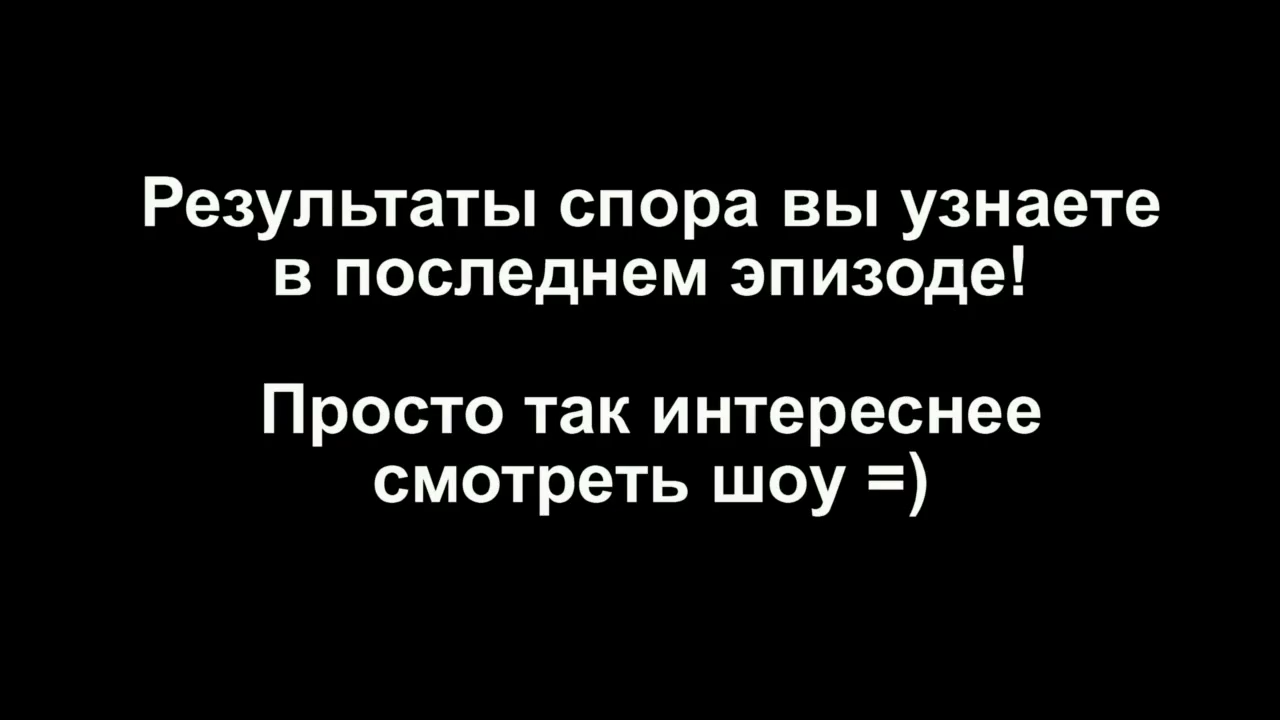 Результаты спора вы узнаете
в последнем эпизоде!
Просто так интереснее
смотреть шоу =)